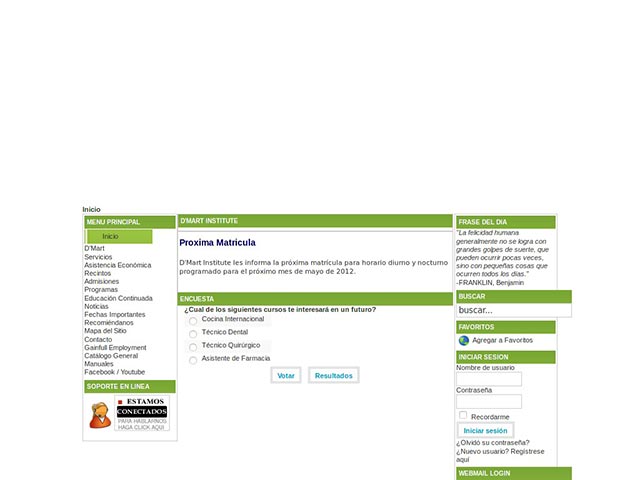 Inicio
MENU PRINCIPAL
Inicio
D'Mart
Servicios
Asistencia Económica
Recintos
Admisiones
Programas
Educación Continuada
Noticias
Fechas Importantes
Recomiéndanos
Mapa del Sitio
Contacto
Gainfull Employment
Catálogo General
Manuales
Facebook / Youtube
SOPORTE EN LINEA
ESTAMOS
CONECTADOS
PARA HABLARNOS
HAGA CLICK AQUI
D'MART INSTITUTE
Proxima Matricula
D'Mart Institute les informa la próxima matrícula para horario diurno y nocturno
programado para el próximo mes de mayo de 2012.
ENCUESTA
¿Cual de los siguientes cursos te interesará en un futuro?
Cocina Internacional
Técnico Dental
Técnico Quirúrgico
Asistente de Farmacia
Votar
Resultados
FRASE DEL DIA
"La felicidad humana
generalmente no se logra con
grandes golpes de suerte, que
pueden ocurrir pocas veces,
sino con pequeñas cosas que
ocurren todos los días."
-FRANKLIN, Benjamin
BUSCAR
buscar...
FAVORITOS
Agregar a Favoritos
INICIAR SESION
Nombre de usuario
Contraseña
Recordarme
Iniciar sesión
¿Olvidó su contraseña?
¿Nuevo usuario? Regístrese
aquí
WEBMAIL LOGIN